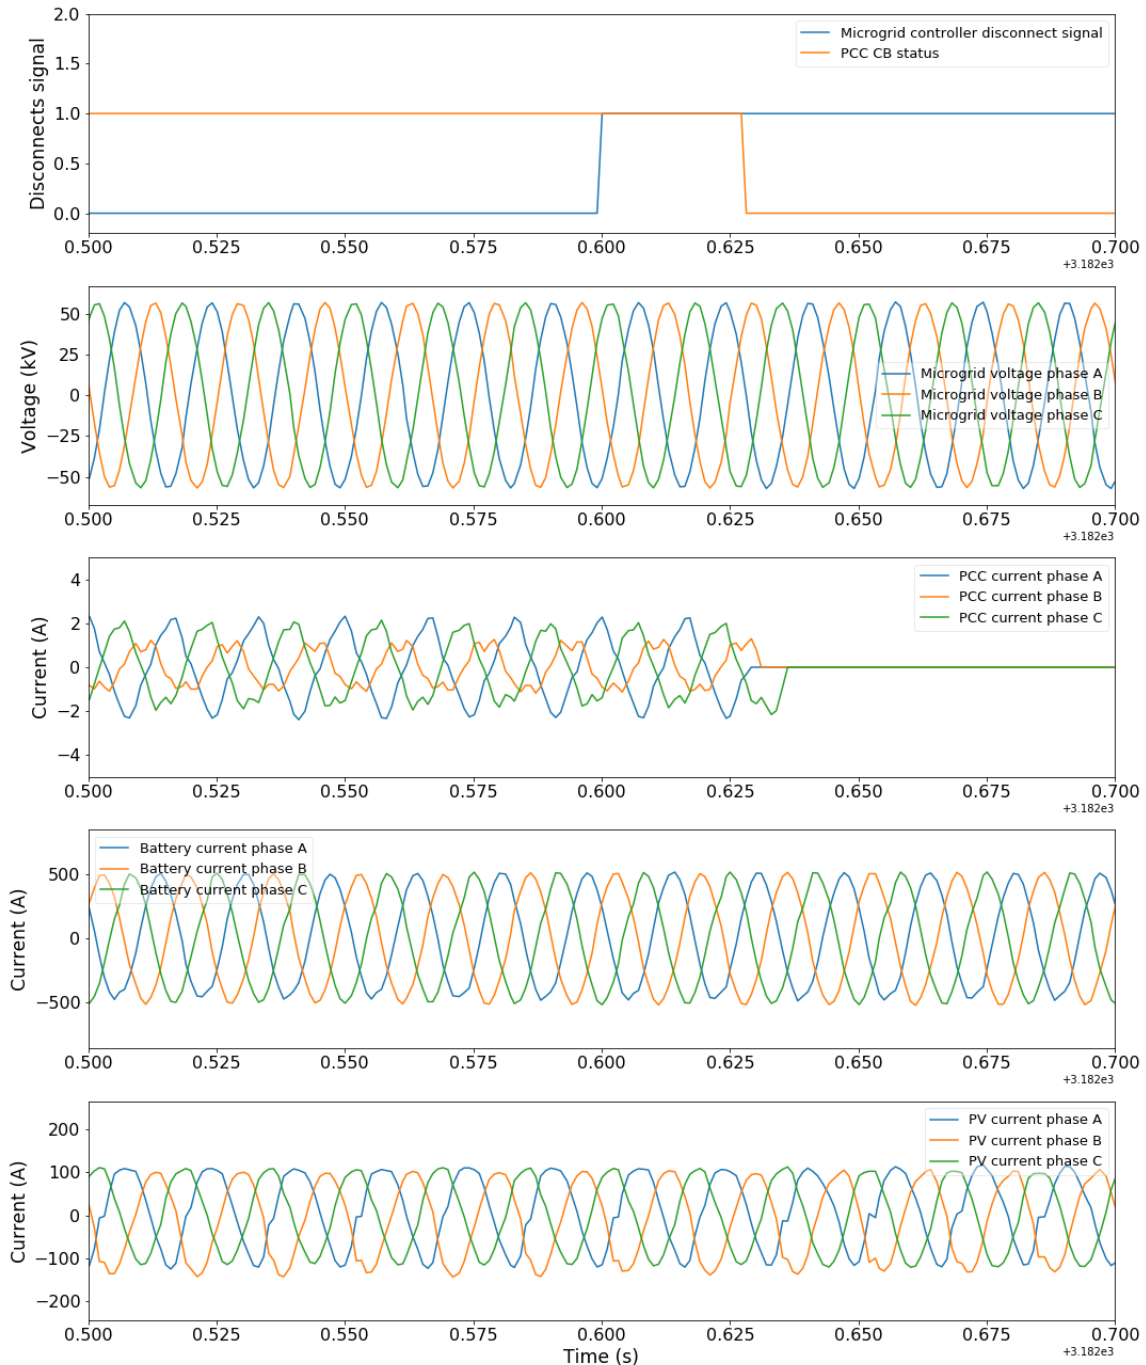 Disconnects signal
2.0
1.5
1.0
0.5
0.0
Microgrid controller disconnect signal
PCC CB status
0.500 0.525 0.550 0.575 0.600 0.625 0.650 0.675 0.700
+3.182e3
Voltage (kV)
50
25
0
−25
−50
Microgrid voltage phase A
Microgrid voltage phase B
Microgrid voltage phase C
0.500 0.525 0.550 0.575 0.600 0.625 0.650 0.675 0.700
+3.182e3
Current (A)
4
2
0
−2
−4
PCC current phase A
PCC current phase B
PCC current phase C
0.500 0.525 0.550 0.575 0.600 0.625 0.650 0.675 0.700
+3.182e3
Current (A)
500
0
−500
Battery current phase A
Battery current phase B
Battery current phase C
0.500 0.525 0.550 0.575 0.600 0.625 0.650 0.675 0.700
+3.182e3
Current (A)
200
100
0
−100
−200
PV current phase A
PV current phase B
PV current phase C
0.500 0.525 0.550 0.575 0.600 0.625 0.650 0.675 0.700
Time (s)
+3.182e3